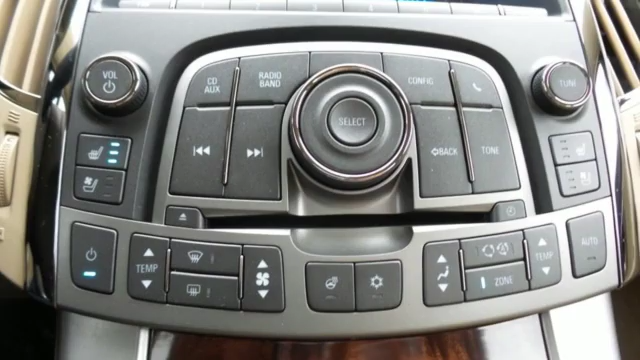 VOL
CD
AUX
RADIO
BAND
CONFIG
TUNE
SELECT
BACK
TONE
TEMP
ZONE
TEMP
AUTO